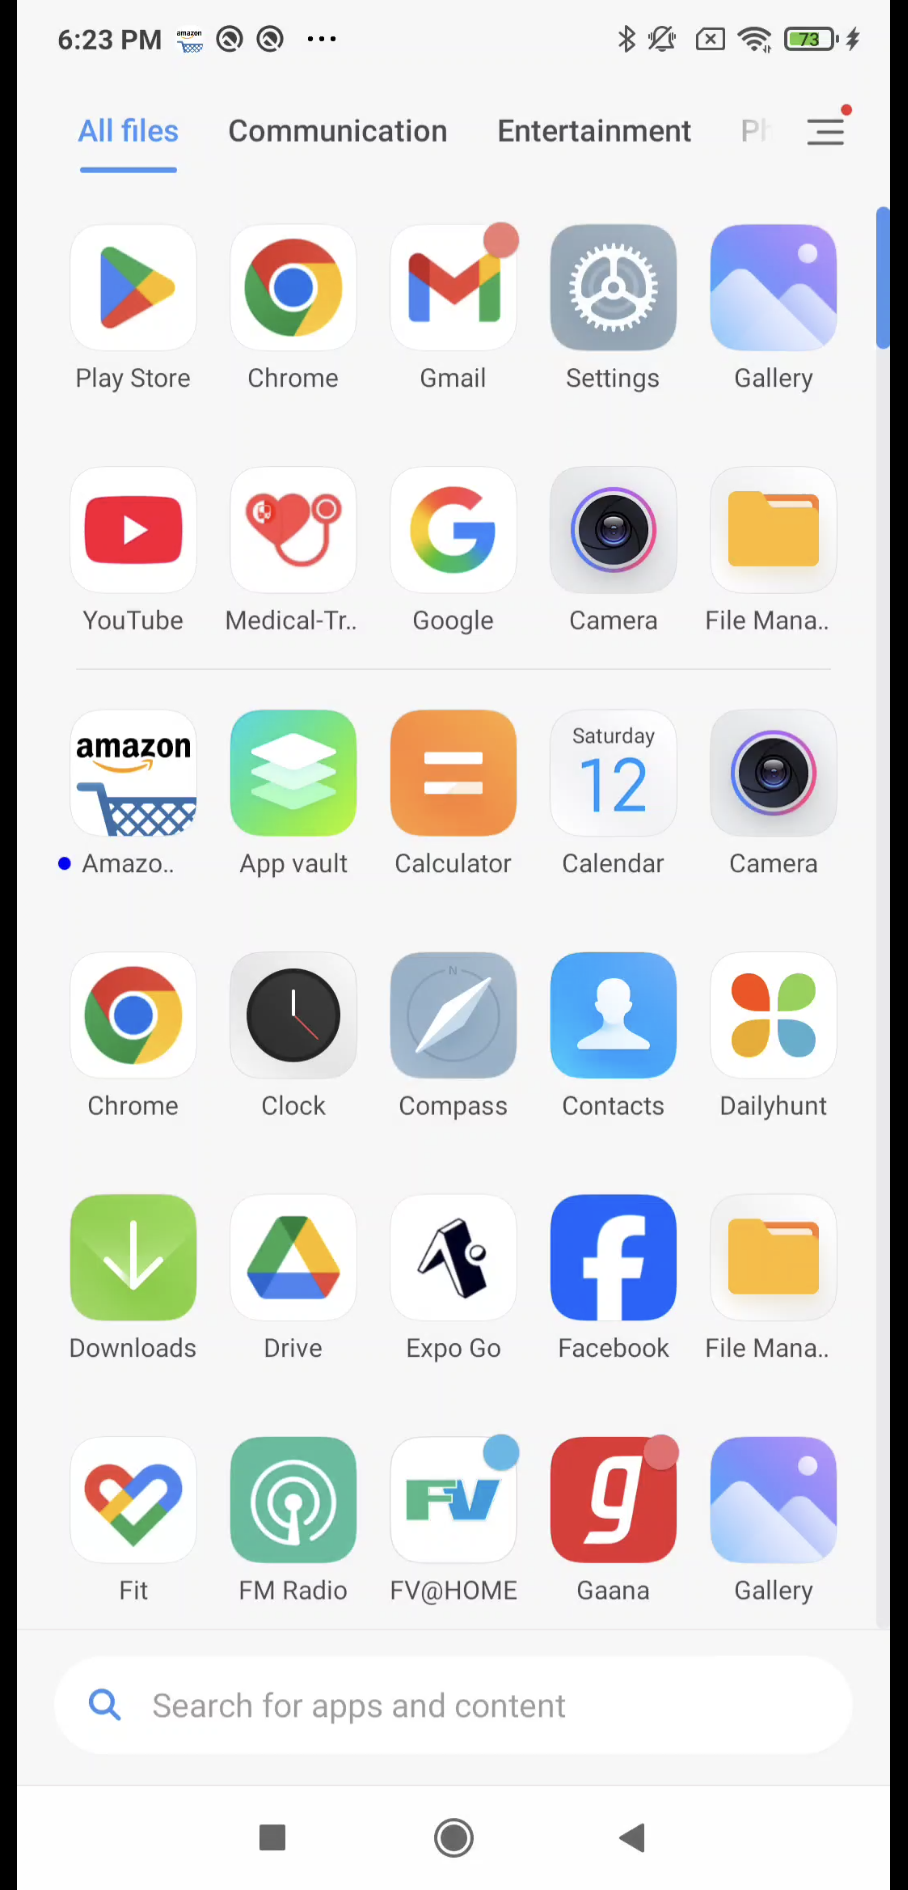 6:23 PM
73
All files Communication Entertainment Ph
Play Store Chrome Gmail Settings Gallery
YouTube Medical-Tr.. Google Camera File Mana..
amazon
Saturday
12
Amazo.. App vault Calculator Calendar Camera
N
Chrome Clock Compass Contacts Dailyhunt
Downloads Drive Expo Go Facebook File Mana..
FV
Fit FM Radio FV@HOME Gaana Gallery
Search for apps and content